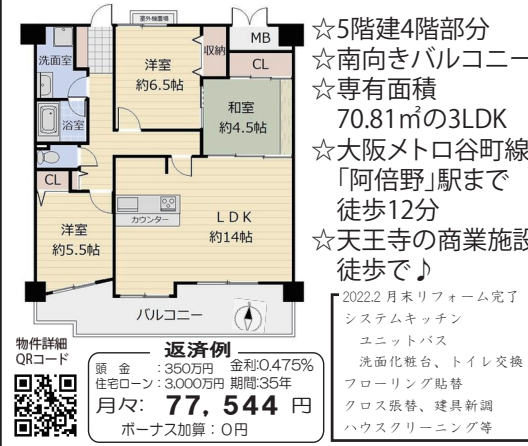 室外機置場
洗面室
洋室
約6.5帖
収納
MB
CL
浴室
和室
約4.5帖
CL
カウンター
LDK
約14帖
洋室
約5.5帖
バルコニー
☆5階建4階部分
☆南向きバルコニー
☆専有面積
70.81㎡の3LDK
☆大阪メトロ谷町線
「阿倍野」駅まで
徒歩12分
☆天王寺の商業施設
徒歩で♪
2022.2月末リフォーム完了
システムキッチン
ユニットバス
洗面化粧台、トイレ交換
フローリング貼替
クロス張替、建具新調
ハウスクリーニング等
物件詳細
QRコード
返済例
頭 金 :350万円 金利:0.475%
住宅ローン:3,000万円 期間:35年
月々: 77,544 円
ボーナス加算:0円